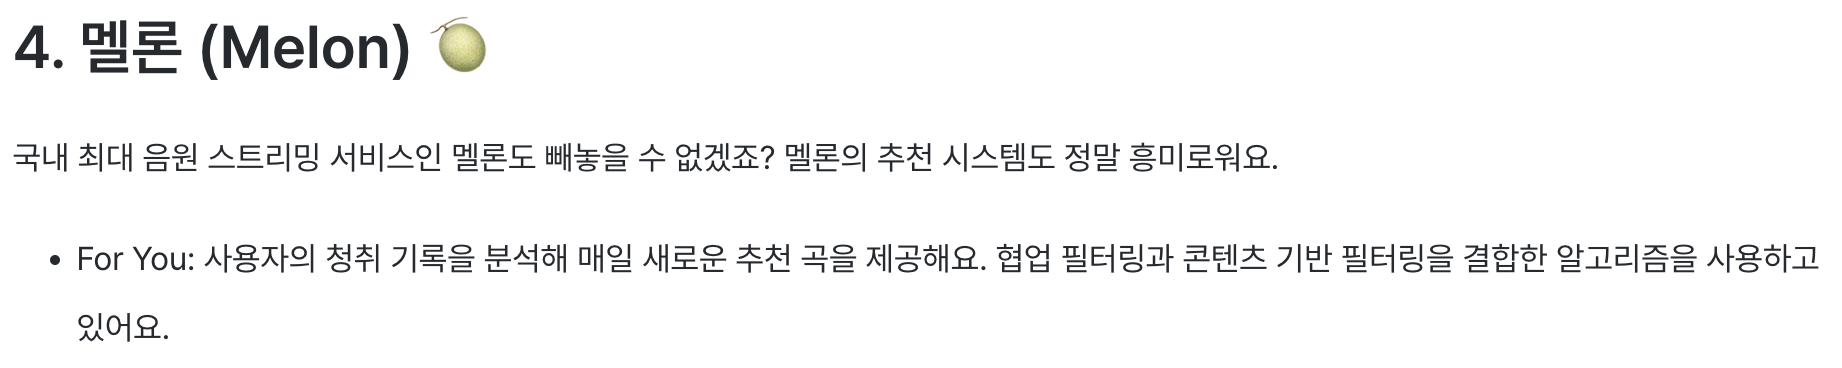 4. 멜론 (Melon) 🍈
국내 최대 음원 스트리밍 서비스인 멜론도 빼놓을 수 없겠죠? 멜론의 추천 시스템도 정말 흥미로워요.
• For You: 사용자의 청취 기록을 분석해 매일 새로운 추천 곡을 제공해요. 협업 필터링과 콘텐츠 기반 필터링을 결합한 알고리즘을 사용하고
있어요.